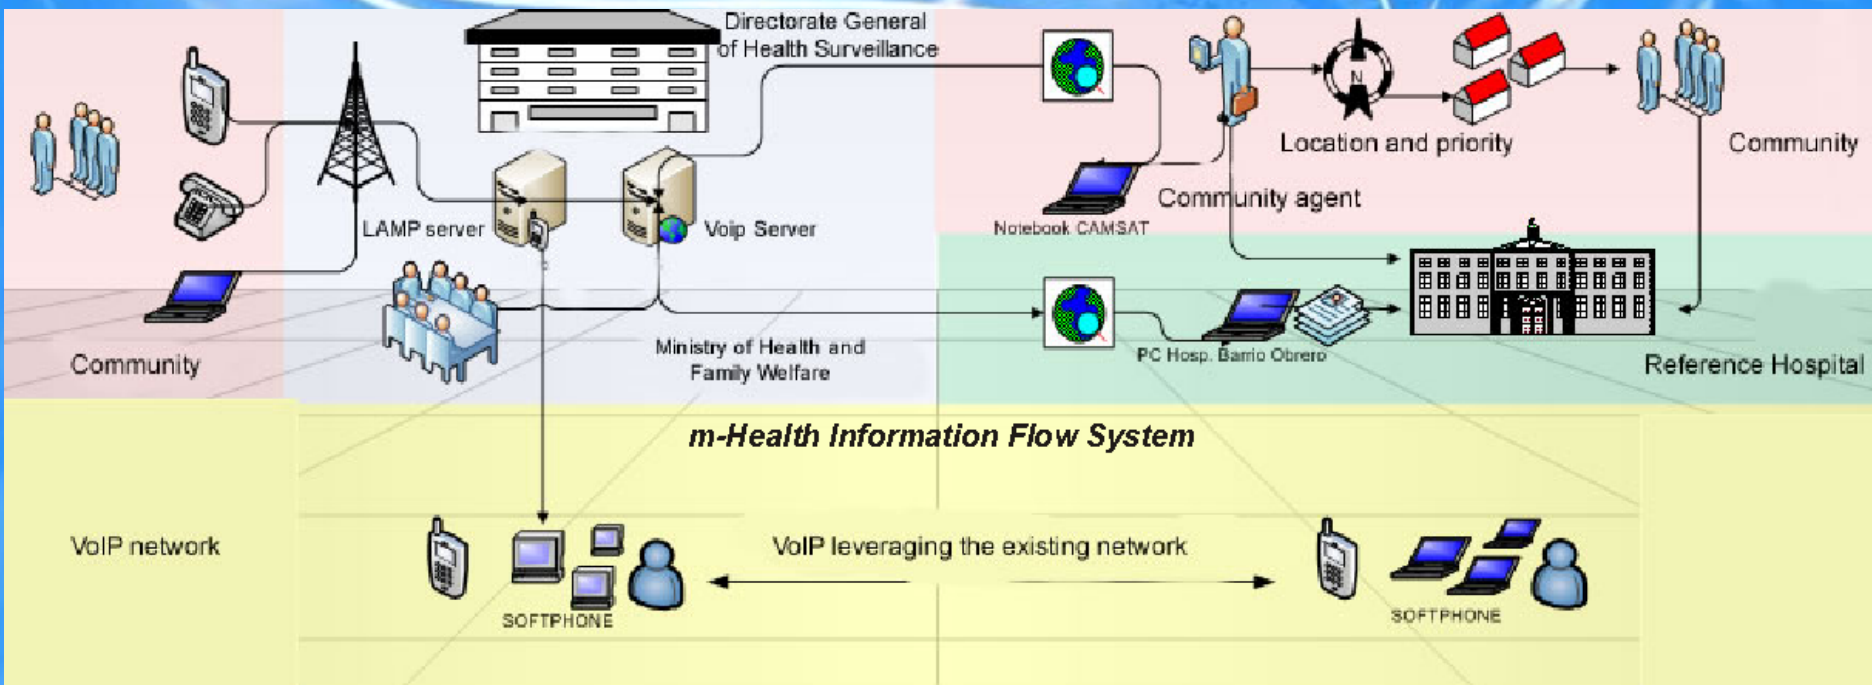 Directorate General
of Health Surveillance
N
Location and priority
Community
Community agent
LAMP server
Voip Server
Notebook CAMSAT
Community
Ministry of Health and
Family Welfare
PC Hosp. Barrio Obrero
Reference Hospital
m-Health Information Flow System
VoIP network
VoIP leveraging the existing network
SOFTPHONE
SOFTPHONE